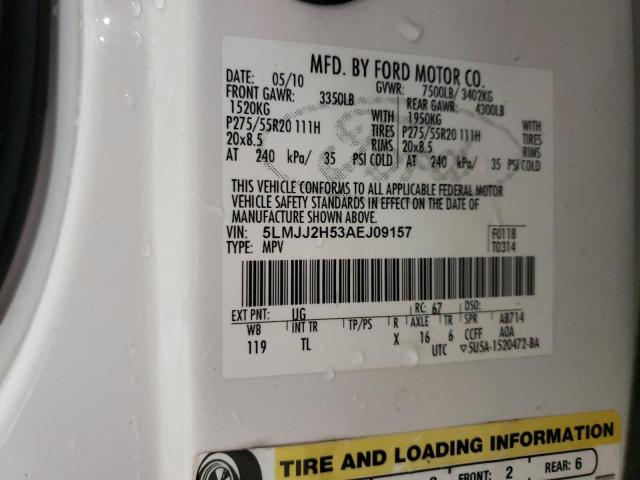 MFD. BY FORD MOTOR CO.
DATE: 05/10 GVWR: 7500LB/ 3402KG
FRONT GAWR: 3350LB REAR GAWR: 4300LB
1520KG WITH 1950KG WITH
P275/55R20 111H TIRES P275/55R20 111H TIRES
20x8.5 RIMS 20x8.5 RIMS
AT 240 kPa/ 35 PSI COLD AT 240 kPa/ 35 PSI COLD
THIS VEHICLE CONFORMS TO ALL APPLICABLE FEDERAL MOTOR
VEHICLE SAFETY STANDARDS IN EFFECT ON THE DATE OF
MANUFACTURE SHOWN ABOVE.
VIN: 5LMJJ2H53AEJ09157 F0118
TYPE: MPV T0314
EXT PNT: UG RC: 67 DSO:
WB INT TR TP/PS R AXLE TR SPR AB714
119 TL X 16 6 CCFF AOA
UTC ▽5U5A-1520472-BA
TIRE AND LOADING INFORMATION
FRONT: 2 REAR: 6